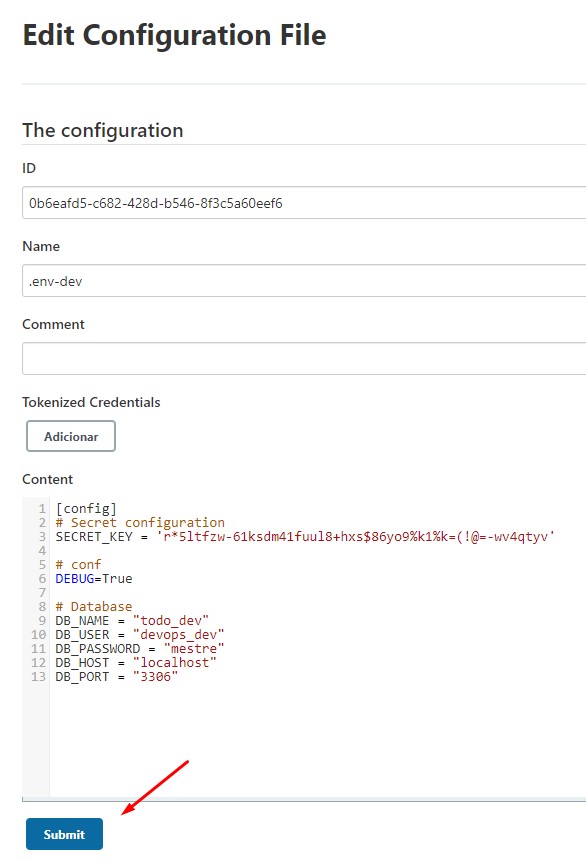 Edit Configuration File
The configuration
ID
0b6eafd5-c682-428d-b546-8f3c5a60eef6
Name
.env-dev
Comment
Tokenized Credentials
Adicionar
Content
1 [config]
2 # Secret configuration
3 SECRET_KEY = 'r*5ltfzw-61ksdm41fuul8+hxs$86yo9%k1%k=(!@=-wv4qtyv'
4
5 # conf
6 DEBUG=True
7
8 # Database
9 DB_NAME = "todo_dev"
10 DB_USER = "devops_dev"
11 DB_PASSWORD = "mestre"
12 DB_HOST = "localhost"
13 DB_PORT = "3306"
Submit